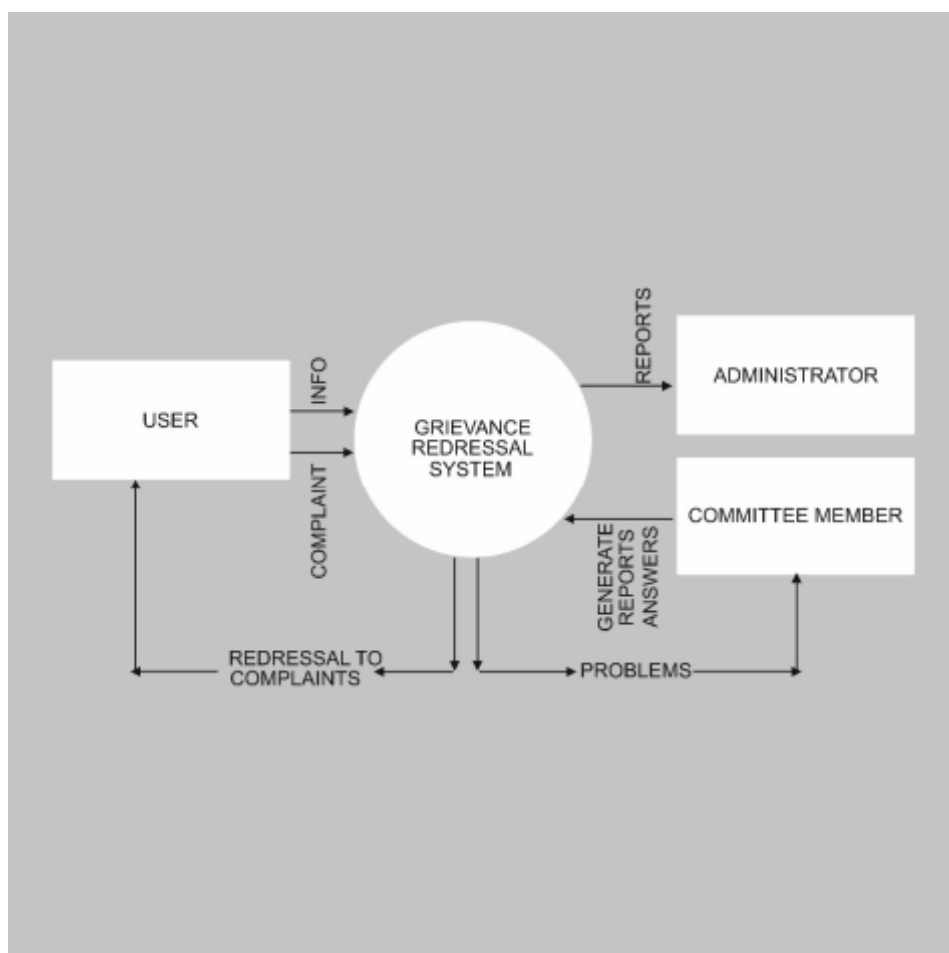 USER
INFO
COMPLAINT
GRIEVANCE
REDRESSAL
SYSTEM
REPORTS
ADMINISTRATOR
COMMITTEE MEMBER
GENERATE
REPORTS
ANSWERS
REDRESSAL TO
COMPLAINTS
PROBLEMS